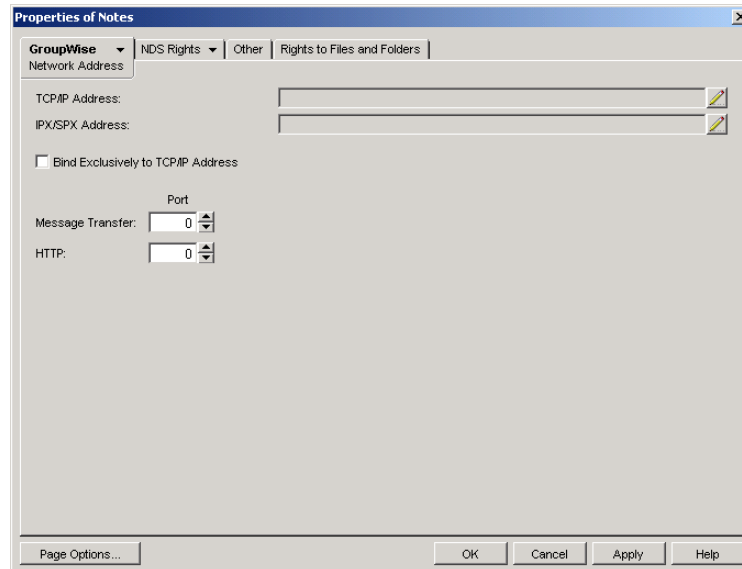 Properties of Notes
GroupWise NDS Rights Other Rights to Files and Folders
Network Address
TCP/IP Address:
IPX/SPX Address:
Bind Exclusively to TCP/IP Address
Port
Message Transfer: 0
HTTP: 0
Page Options... OK Cancel Apply Help